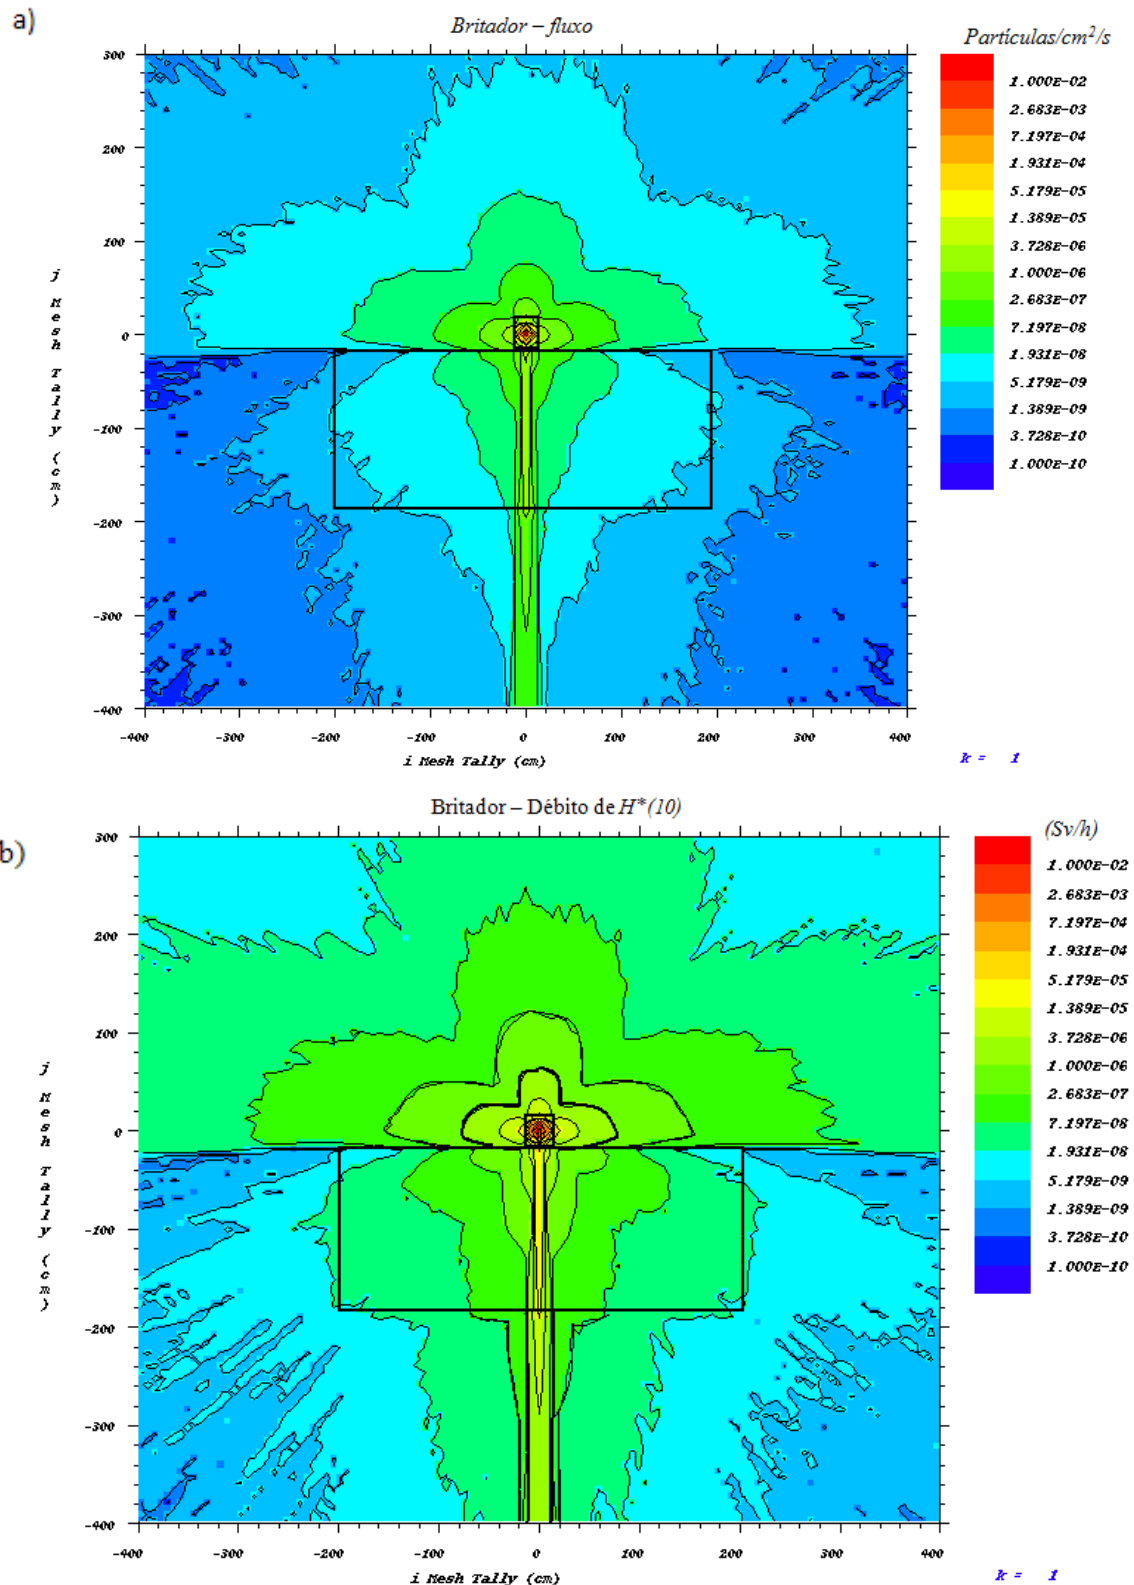 a)
Britador – fluxo
Partículas/cm²/s
300
200
100
0
-100
-200
-300
-400
j Mesh Tally (cm)
-400 -300 -200 -100 0 100 200 300 400
i Mesh Tally (cm)
1.000E-02
2.683E-03
7.197E-04
1.931E-04
5.179E-05
1.389E-05
3.728E-06
1.000E-06
2.683E-07
7.197E-08
1.931E-08
5.179E-09
1.389E-09
3.728E-10
1.000E-10
k = 1
Britador – Débito de H*(10)
b)
(Sv/h)
300
200
100
0
-100
-200
-300
-400
j Mesh Tally (cm)
-400 -300 -200 -100 0 100 200 300 400
i Mesh Tally (cm)
1.000E-02
2.683E-03
7.197E-04
1.931E-04
5.179E-05
1.389E-05
3.728E-06
1.000E-06
2.683E-07
7.197E-08
1.931E-08
5.179E-09
1.389E-09
3.728E-10
1.000E-10
k = 1